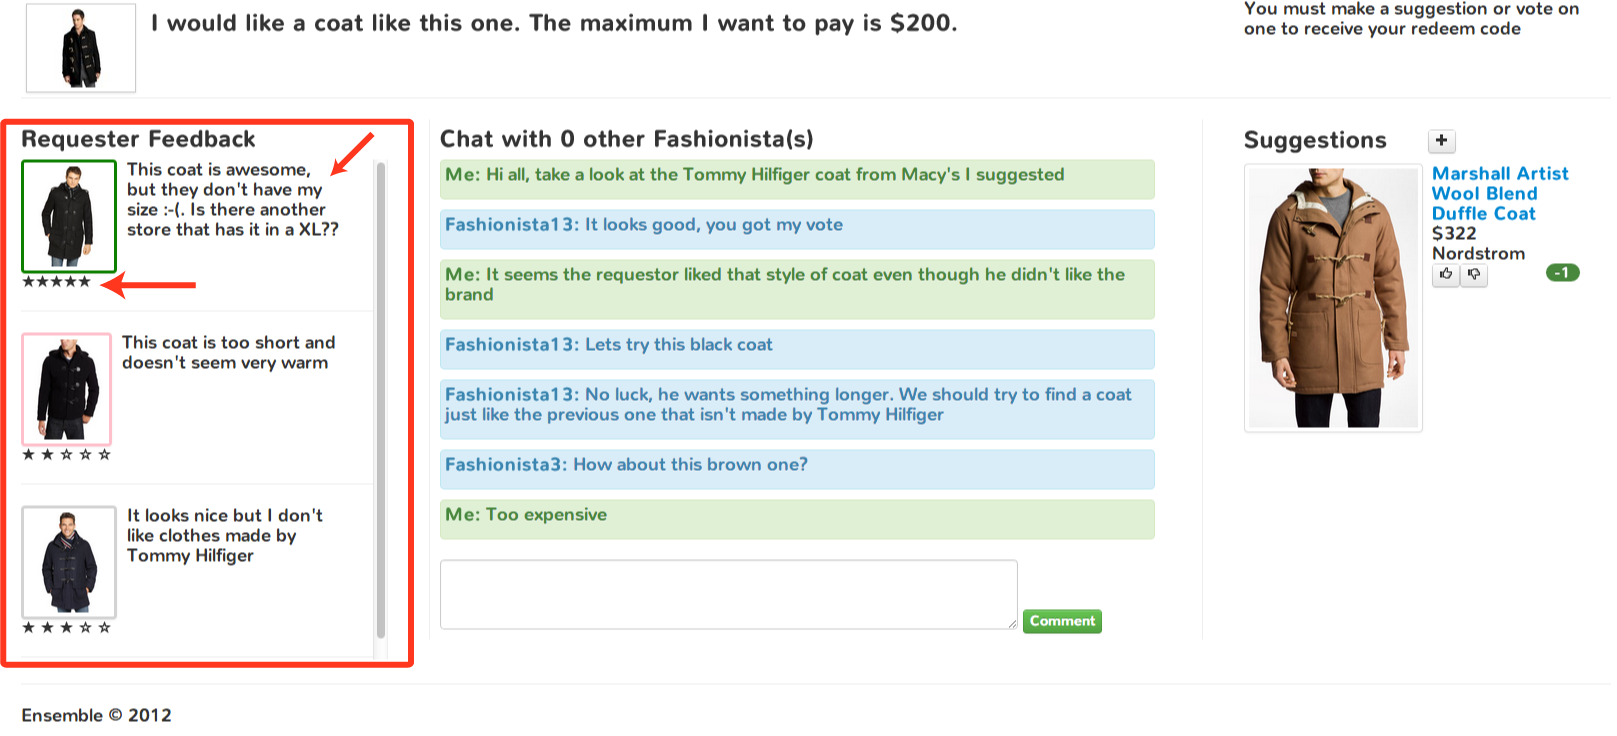 I would like a coat like this one. The maximum I want to pay is $200.
You must make a suggestion or vote on
one to receive your redeem code
Requester Feedback
This coat is awesome,
but they don't have my
size :-(. Is there another
store that has it in a XL??
★★★★★
This coat is too short and
doesn't seem very warm
★ ★ ☆ ☆ ☆
It looks nice but I don't
like clothes made by
Tommy Hilfiger
★ ★ ★ ☆ ☆
Chat with 0 other Fashionista(s)
Me: Hi all, take a look at the Tommy Hilfiger coat from Macy's I suggested
Fashionista13: It looks good, you got my vote
Me: It seems the requestor liked that style of coat even though he didn't like the
brand
Fashionista13: Lets try this black coat
Fashionista13: No luck, he wants something longer. We should try to find a coat
just like the previous one that isn't made by Tommy Hilfiger
Fashionista3: How about this brown one?
Me: Too expensive
Comment
Suggestions +
Marshall Artist
Wool Blend
Duffle Coat
$322
Nordstrom
-1
Ensemble © 2012